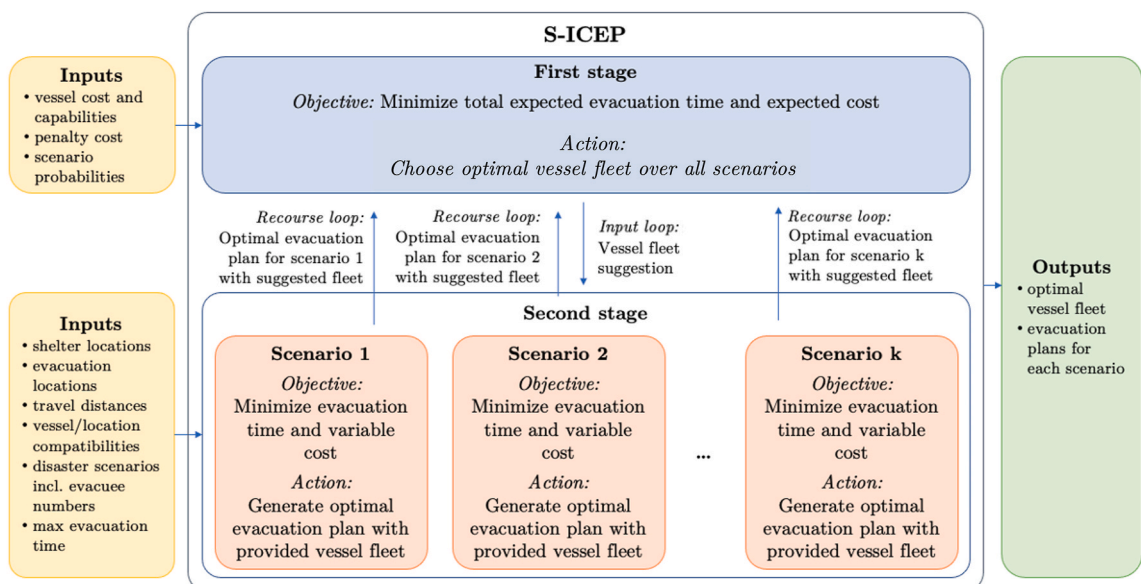 S-ICEP
Inputs
• vessel cost and
capabilities
• penalty cost
• scenario
probabilities
First stage
Objective: Minimize total expected evacuation time and expected cost
Action:
Choose optimal vessel fleet over all scenarios
Recourse loop:
Optimal evacuation
plan for scenario 1
with suggested fleet
Recourse loop:
Optimal evacuation
plan for scenario 2
with suggested fleet
Input loop:
Vessel fleet
suggestion
Recourse loop:
Optimal evacuation
plan for scenario k
with suggested fleet
Inputs
• shelter locations
• evacuation
locations
• travel distances
• vessel/location
compatibilities
• disaster scenarios
incl. evacuee
numbers
• max evacuation
time
Second stage
Scenario 1
Objective:
Minimize evacuation
time and variable
cost
Action:
Generate optimal
evacuation plan with
provided vessel fleet
Scenario 2
Objective:
Minimize evacuation
time and variable
cost
Action:
Generate optimal
evacuation plan with
provided vessel fleet
...
Scenario k
Objective:
Minimize evacuation
time and variable
cost
Action:
Generate optimal
evacuation plan with
provided vessel fleet
Outputs
• optimal
vessel fleet
• evacuation
plans for
each scenario